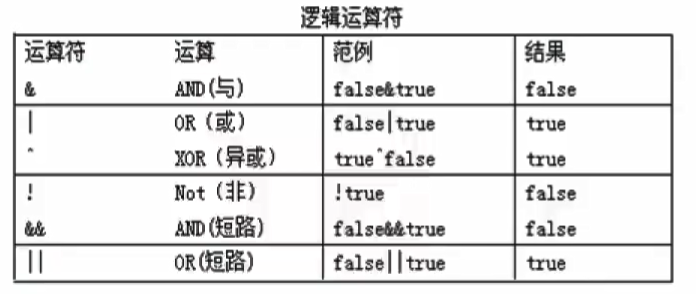 逻辑运算符
运算符 运算 范例 结果
& AND(与) false&true false
| OR（或） false|true true
^ XOR（异或） true^false true
! Not（非） !true false
&& AND(短路) false&&true false
|| OR(短路) false||true true